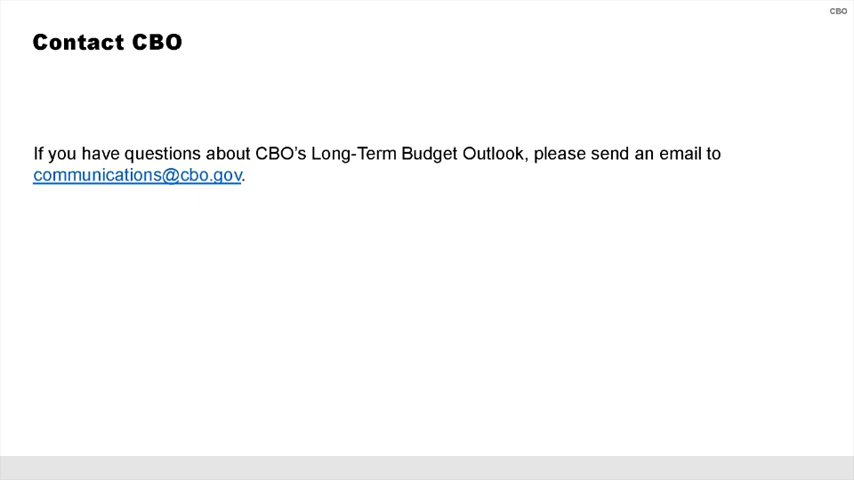 CBO
Contact CBO
If you have questions about CBO’s Long-Term Budget Outlook, please send an email to
communications@cbo.gov.